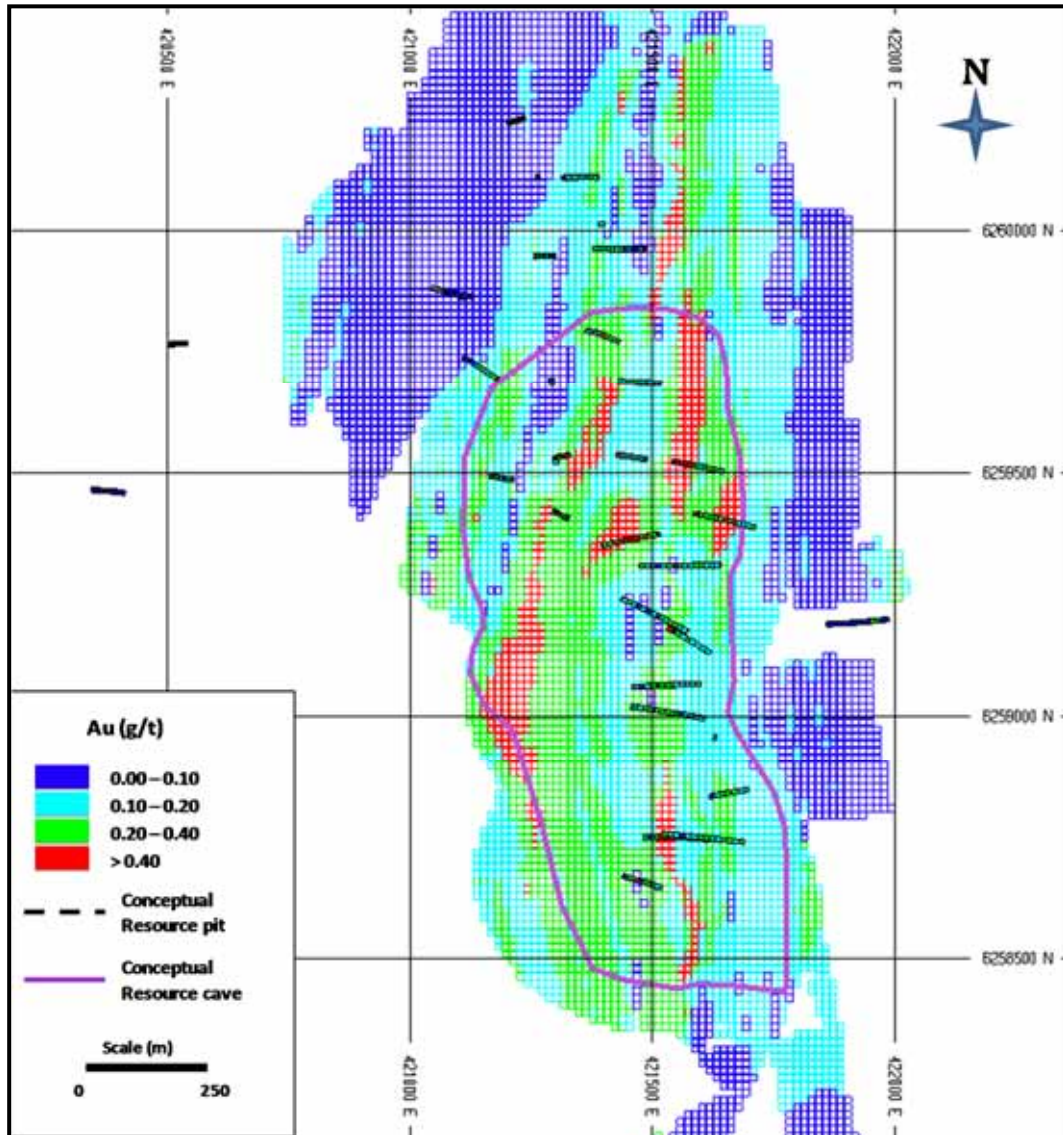 420500 E
421000 E
421500 E
422000 E
N
6260000 N
6259500 N
6259000 N
6258500 N
Au (g/t)
0.00 – 0.10
0.10 – 0.20
0.20 – 0.40
> 0.40
Conceptual
Resource pit
Conceptual
Resource cave
Scale (m)
0 250
421000 E
421500 E
422000 E